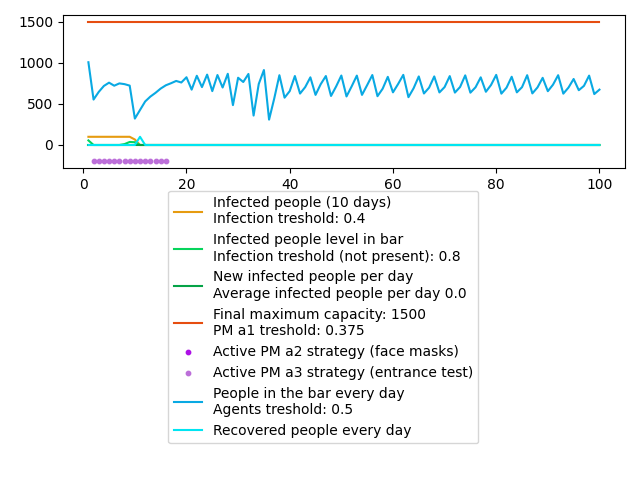 1500
1000
500
0
0 20 40 60 80 100
Infected people (10 days)
Infection treshold: 0.4
Infected people level in bar
Infection treshold (not present): 0.8
New infected people per day
Average infected people per day 0.0
Final maximum capacity: 1500
PM a1 treshold: 0.375
Active PM a2 strategy (face masks)
Active PM a3 strategy (entrance test)
People in the bar every day
Agents treshold: 0.5
Recovered people every day